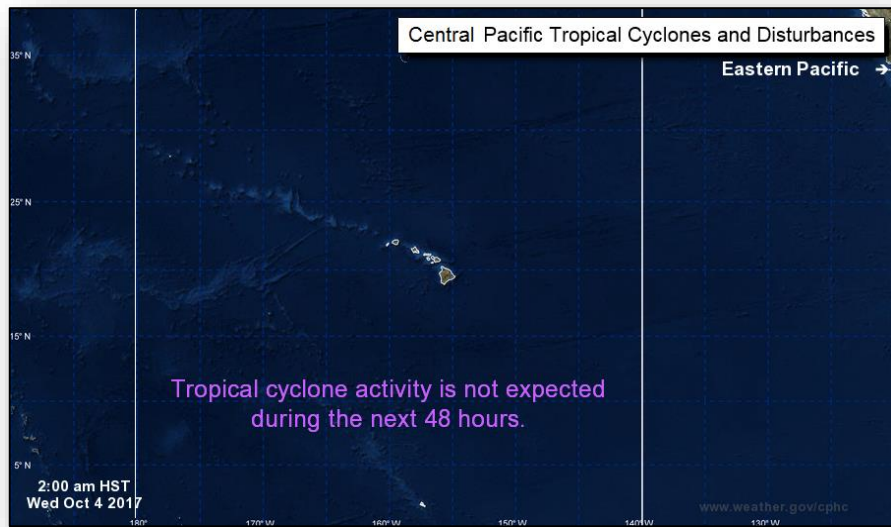 Central Pacific Tropical Cyclones and Disturbances
35° N
Eastern Pacific →
25° N
15° N
Tropical cyclone activity is not expected
during the next 48 hours.
5° N
2:00 am HST
Wed Oct 4 2017
www.weather.gov/cphc
180° 170° W 160° W 150° W 140° W 130° W